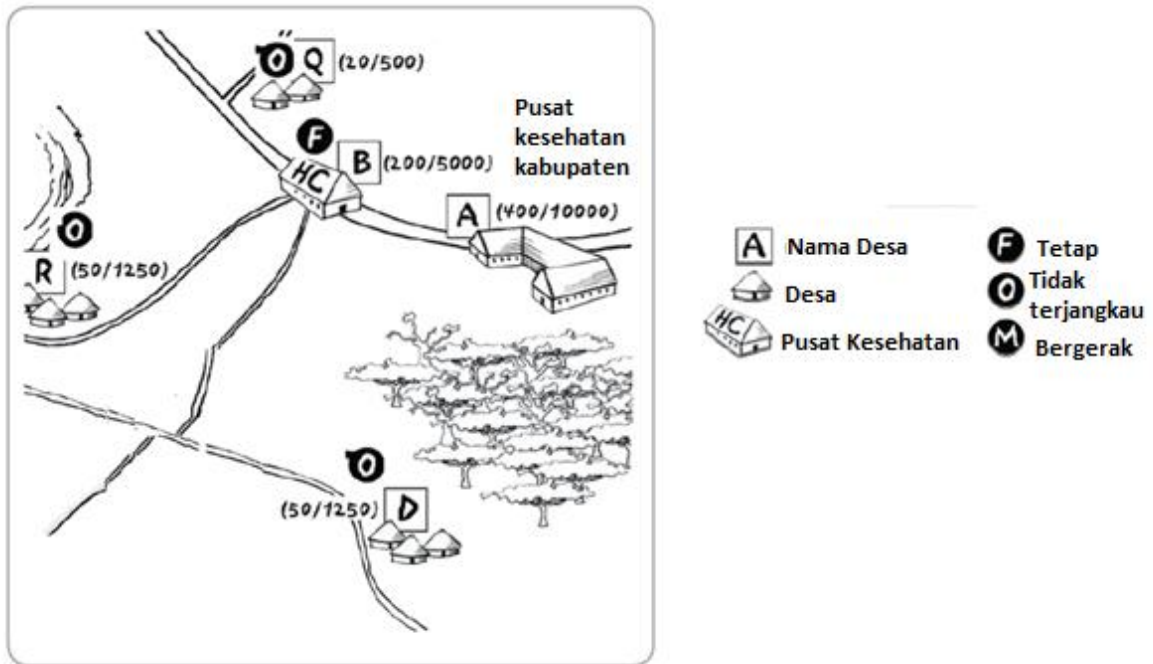 O Q (20/500)
Pusat
kesehatan
kabupaten
F
HC B (200/5000)
A (400/10000)
O
R (50/1250)
O
(50/1250) D
A Nama Desa
Desa
HC Pusat Kesehatan
F Tetap
O Tidak
terjangkau
M Bergerak